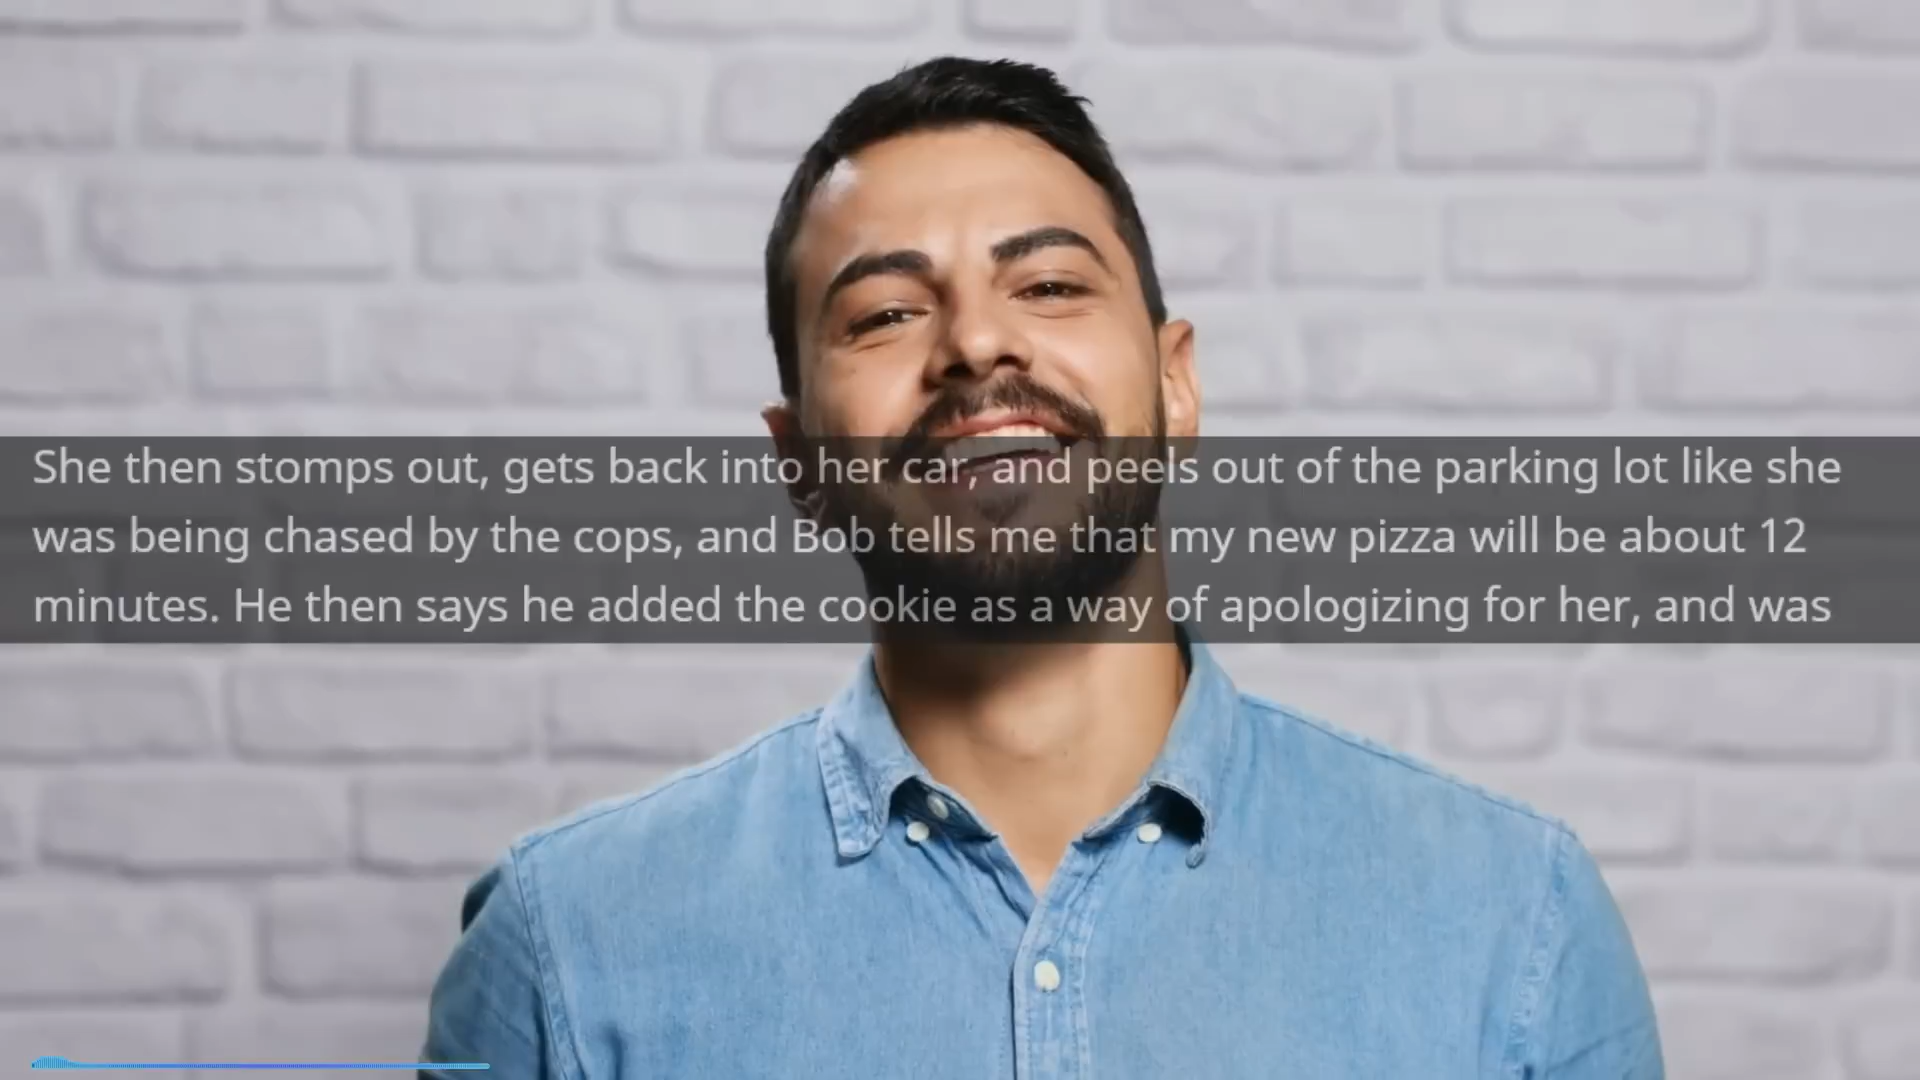 She then stomps out, gets back into her car, and peels out of the parking lot like she
was being chased by the cops, and Bob tells me that my new pizza will be about 12
minutes. He then says he added the cookie as a way of apologizing for her, and was